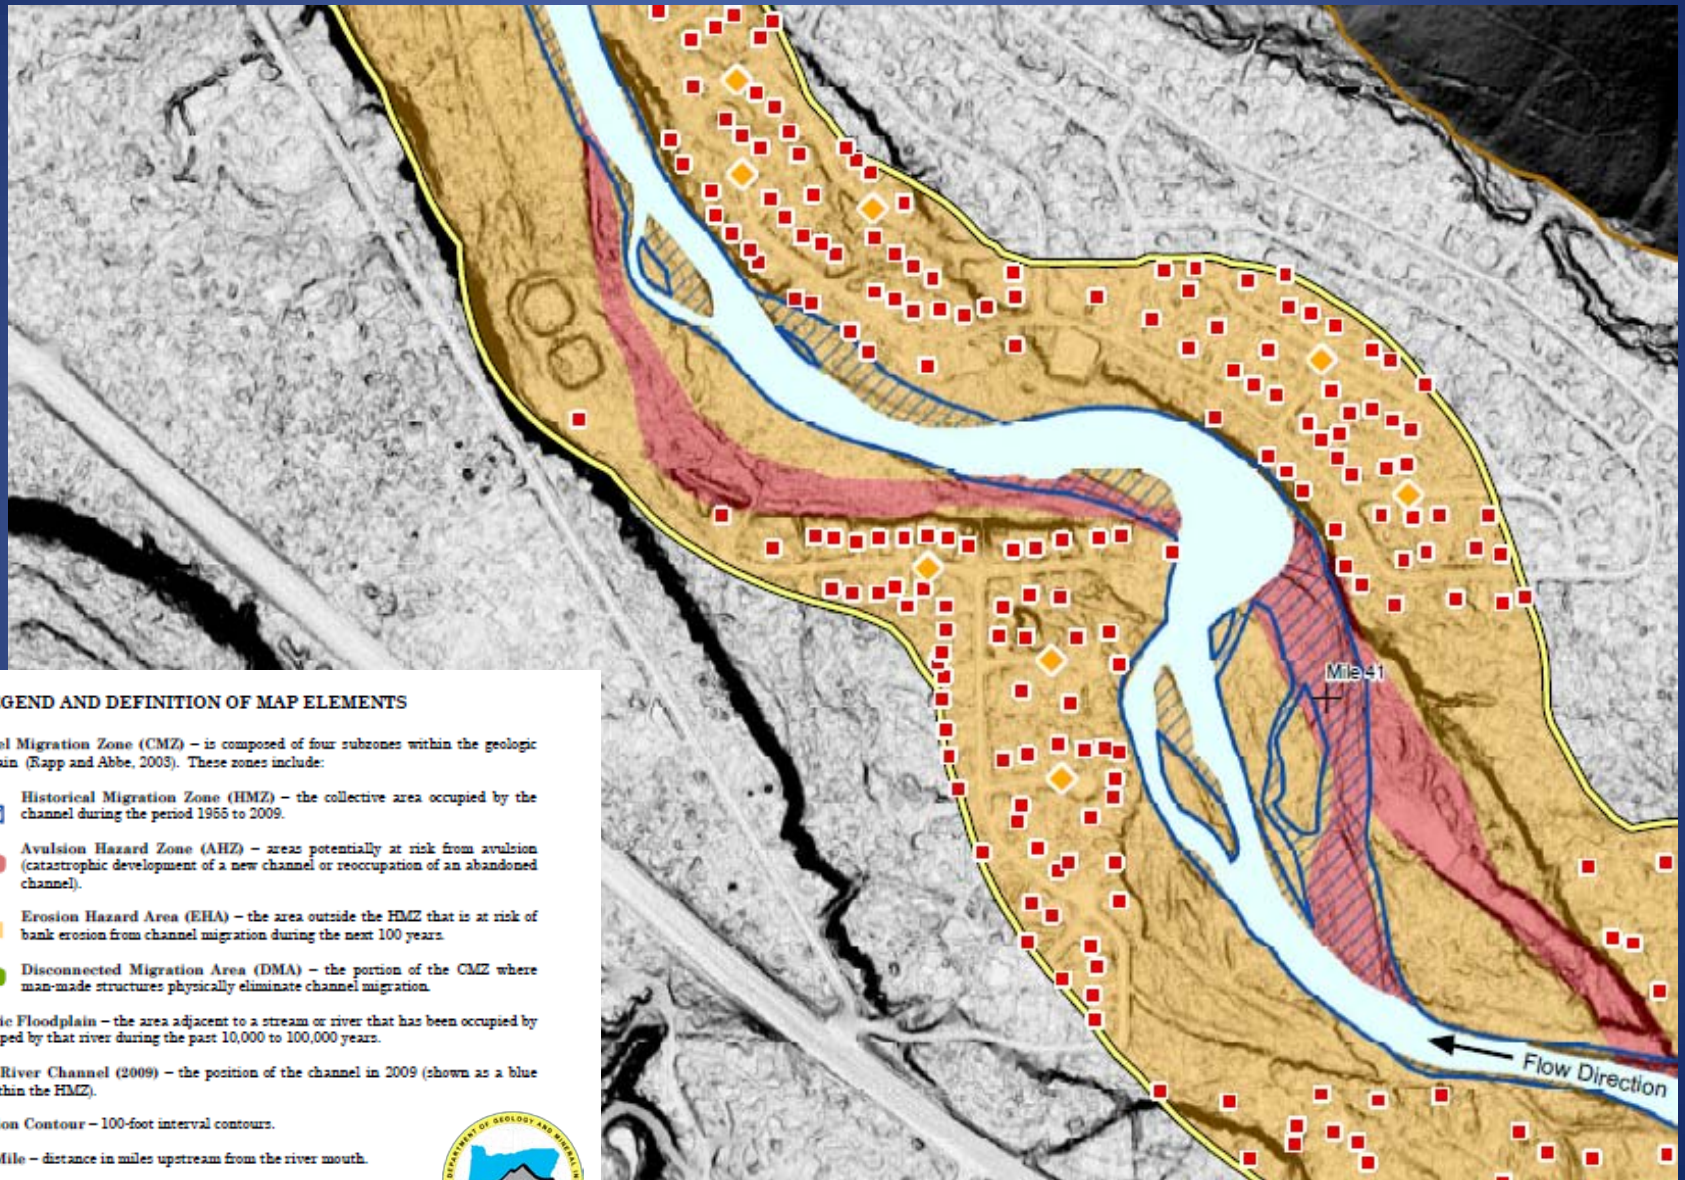 Mile 41
Flow Direction
GEND AND DEFINITION OF MAP ELEMENTS
el Migration Zone (CMZ) – is composed of four subzones within the geologic
ain (Rapp and Abbe, 2003). These zones include:
Historical Migration Zone (HMZ) – the collective area occupied by the
channel during the period 1955 to 2009.
Avulsion Hazard Zone (AHZ) – areas potentially at risk from avulsion
(catastrophic development of a new channel or reoccupation of an abandoned
channel).
Erosion Hazard Area (EHA) – the area outside the HMZ that is at risk of
bank erosion from channel migration during the next 100 years.
Disconnected Migration Area (DMA) – the portion of the CMZ where
man-made structures physically eliminate channel migration.
ic Floodplain – the area adjacent to a stream or river that has been occupied by
ped by that river during the past 10,000 to 100,000 years.
River Channel (2009) – the position of the channel in 2009 (shown as a blue
thin the HMZ).
on Contour – 100-foot interval contours.
Mile – distance in miles upstream from the river mouth.
DEPARTMENT OF GEOLOGY AND MINERAL IN